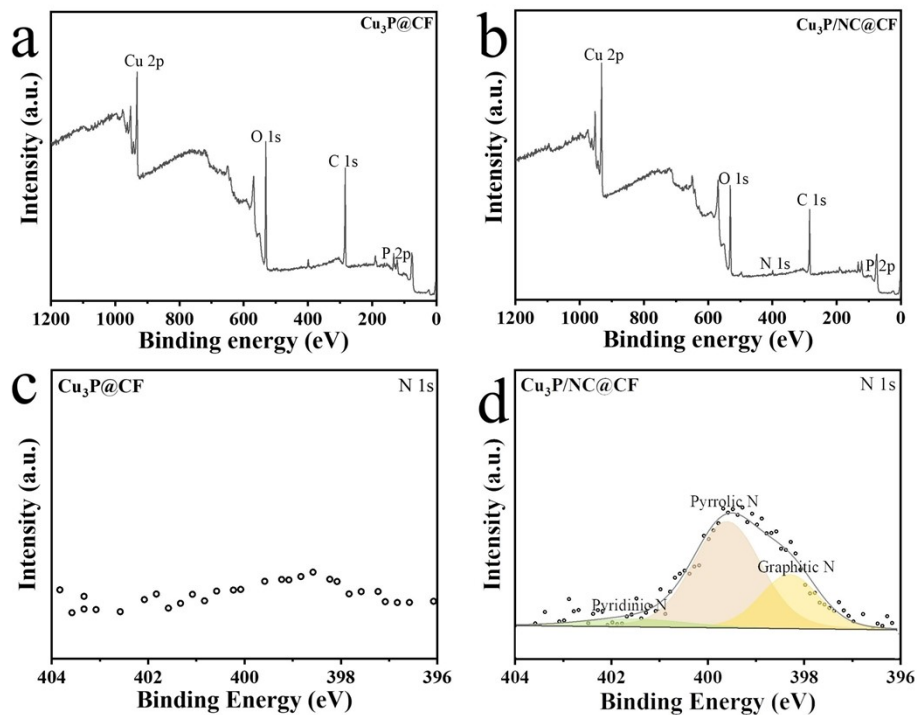 a
Cu₃P@CF
Cu 2p
O 1s
C 1s
P 2p
Intensity (a.u.)
1200 1000 800 600 400 200 0
Binding energy (eV)
b
Cu₃P/NC@CF
Cu 2p
O 1s
C 1s
N 1s
P 2p
Intensity (a.u.)
1200 1000 800 600 400 200 0
Binding energy (eV)
c
Cu₃P@CF
N 1s
Intensity (a.u.)
404 402 400 398 396
Binding Energy (eV)
d
Cu₃P/NC@CF
N 1s
Pyrrolic N
Graphitic N
Pyridinic N
Intensity (a.u.)
404 402 400 398 396
Binding Energy (eV)